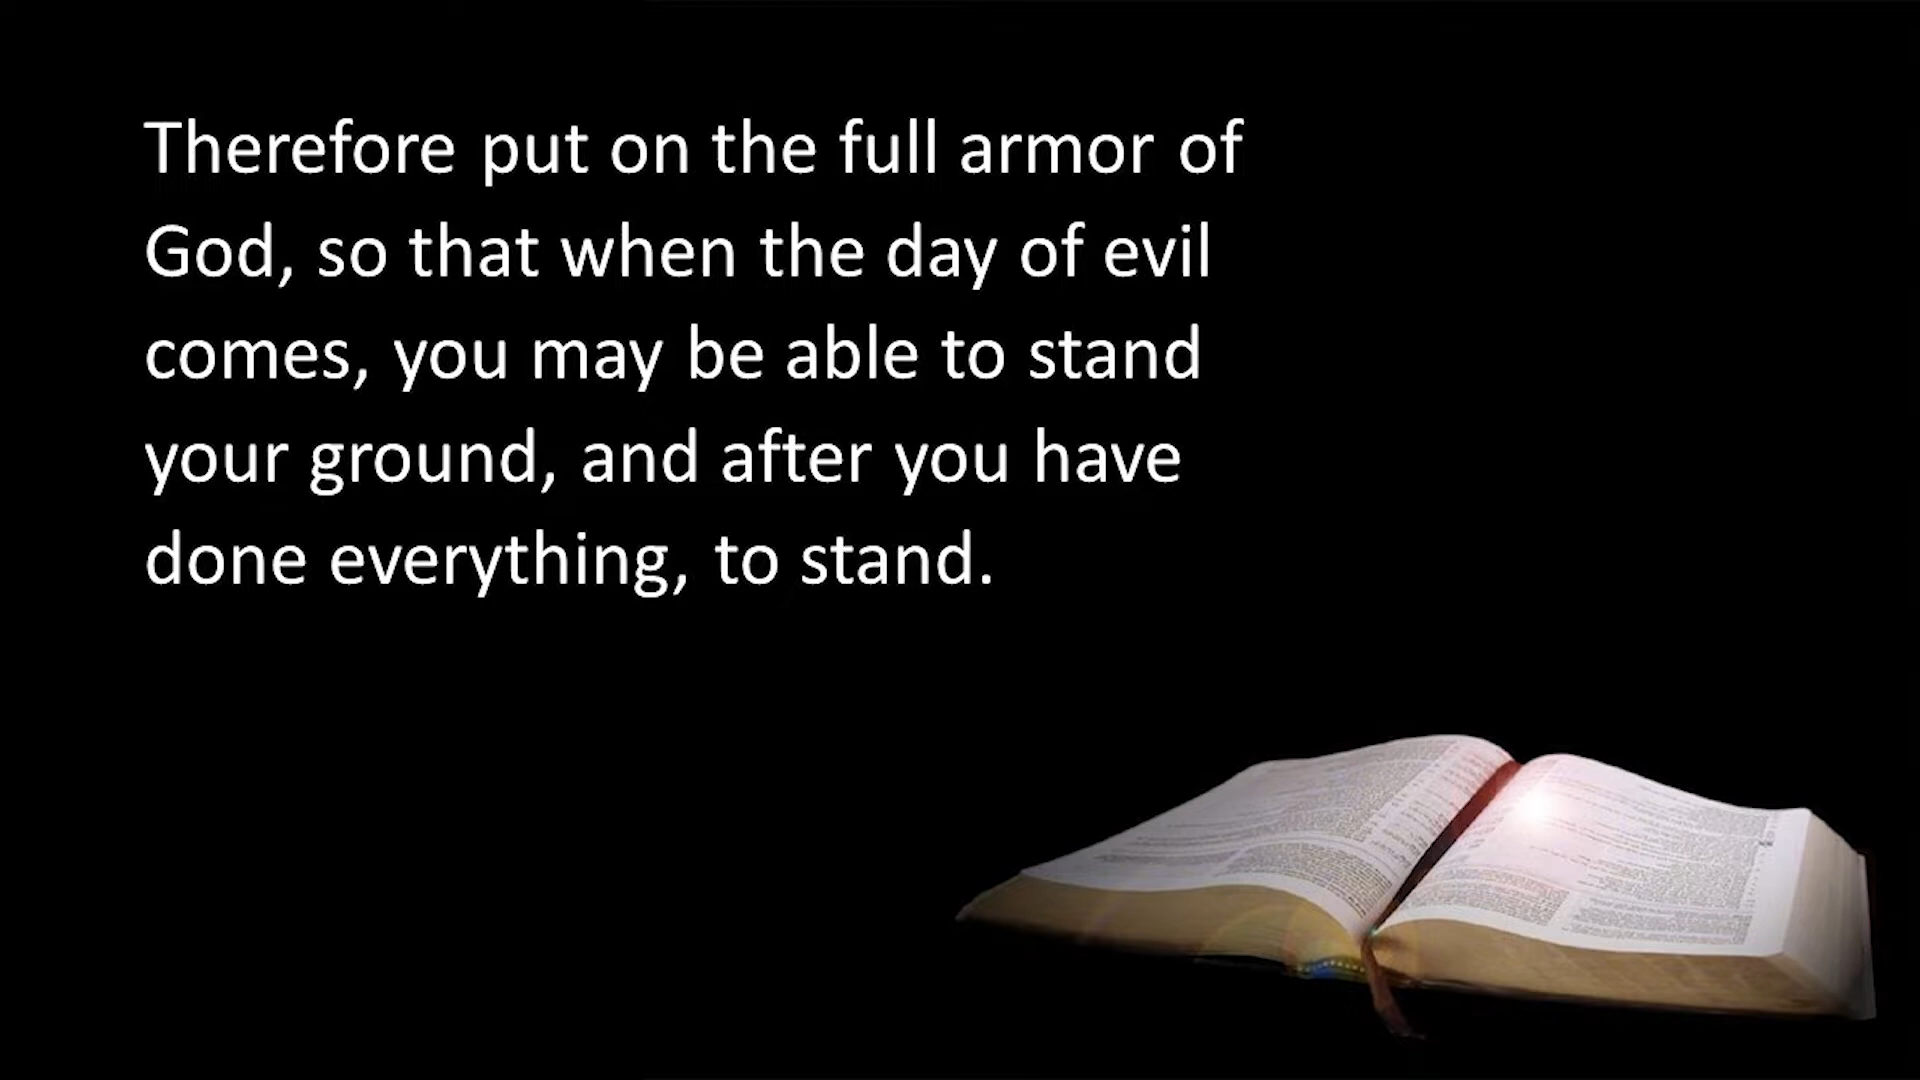 Therefore put on the full armor of
God, so that when the day of evil
comes, you may be able to stand
your ground, and after you have
done everything, to stand.